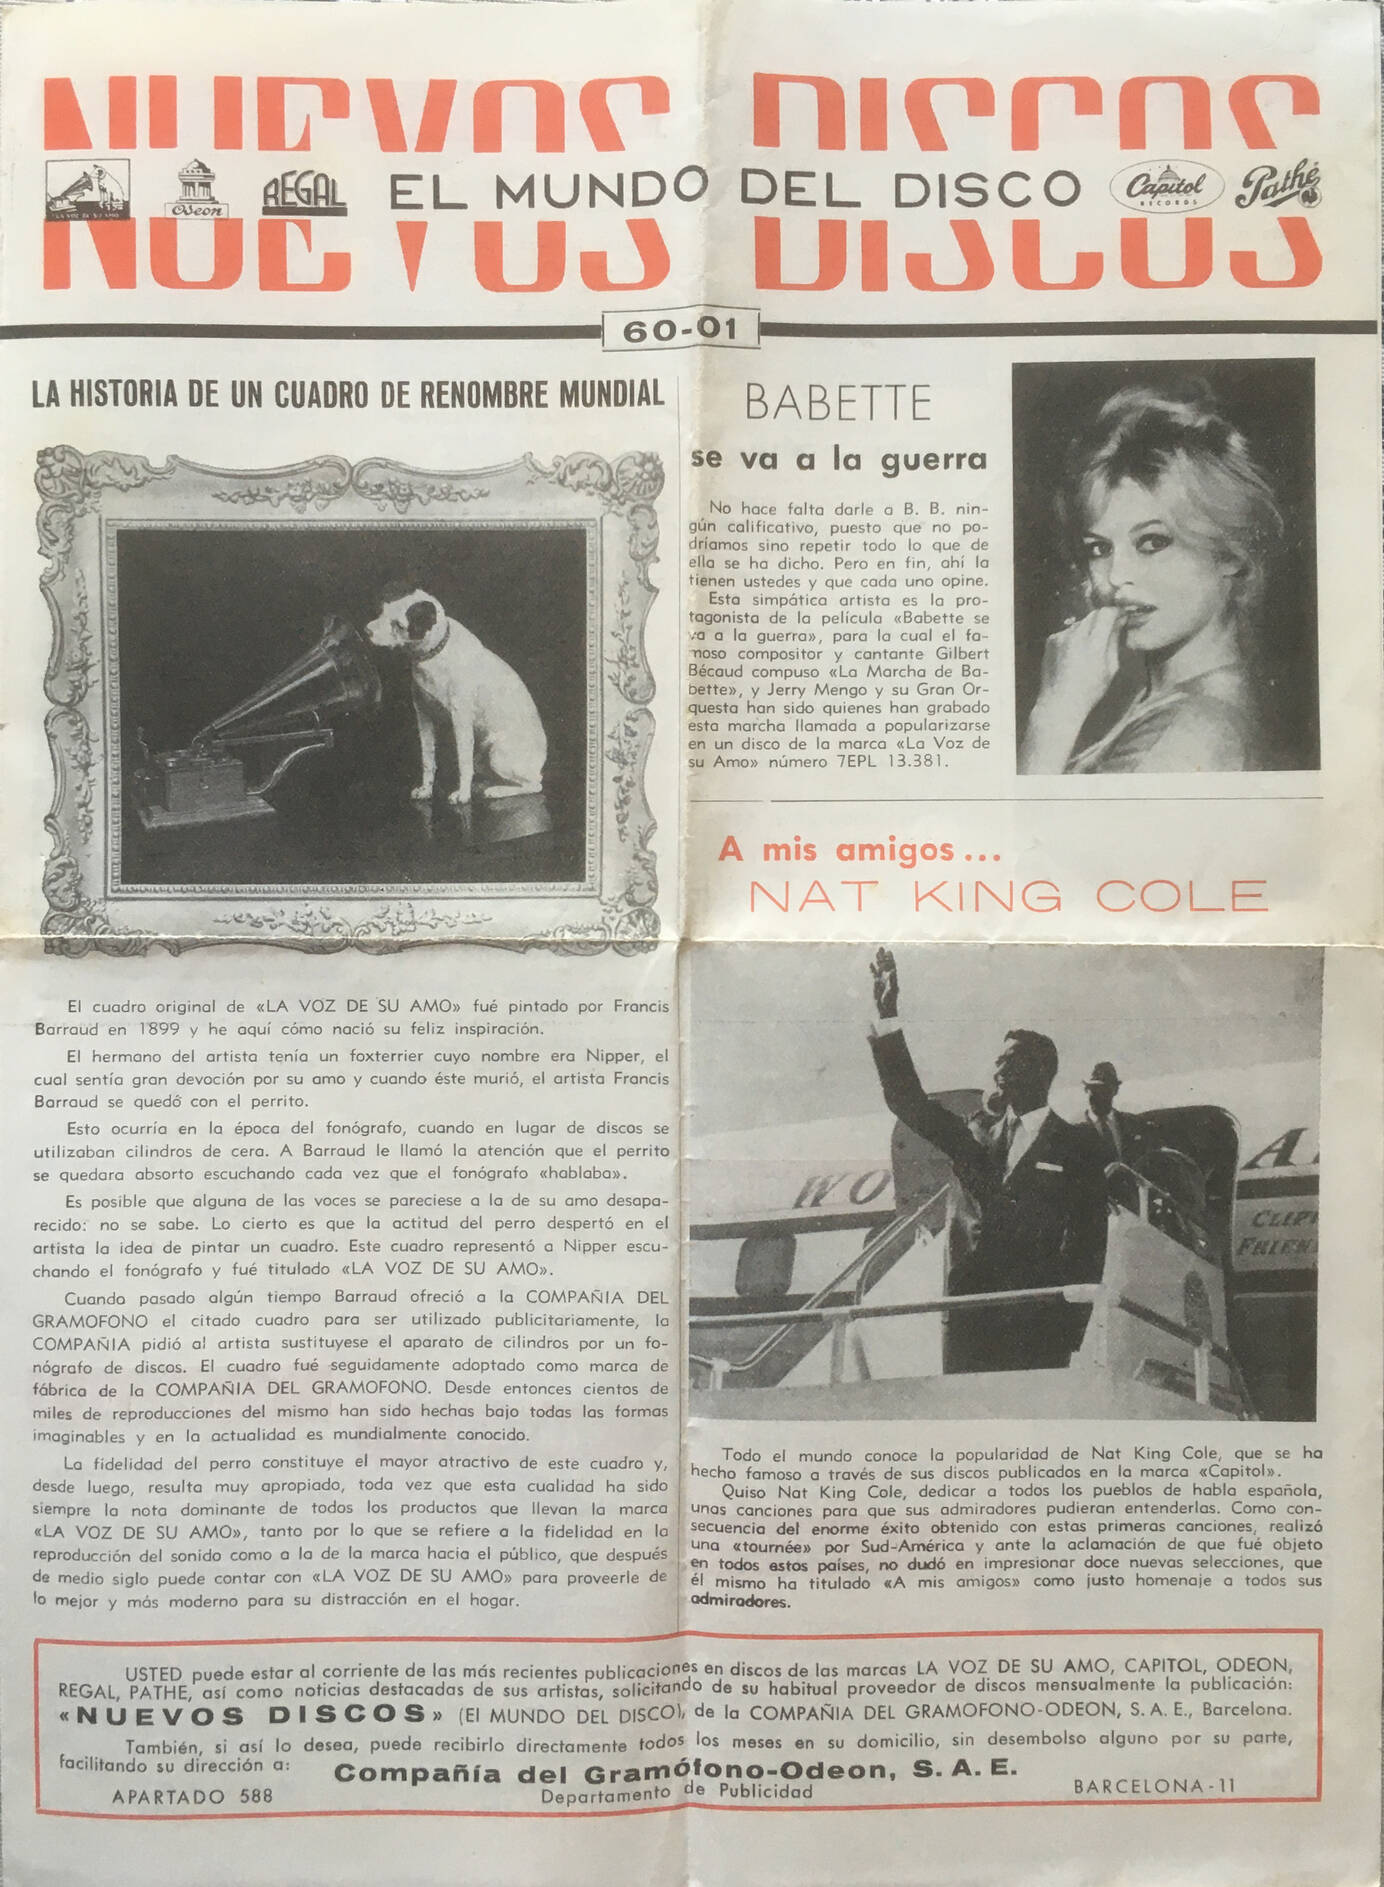 NUEVOS DISCOS
LA VOZ DE SU AMO
Odeon
REGAL
EL MUNDO DEL DISCO
Capitol
RECORDS
Pathé
60-01
LA HISTORIA DE UN CUADRO DE RENOMBRE MUNDIAL
El cuadro original de «LA VOZ DE SU AMO» fué pintado por Francis
Barraud en 1899 y he aquí cómo nació su feliz inspiración.
El hermano del artista tenía un foxterrier cuyo nombre era Nipper, el
cual sentía gran devoción por su amo y cuando éste murió, el artista Francis
Barraud se quedó con el perrito.
Esto ocurría en la época del fonógrafo, cuando en lugar de discos se
utilizaban cilindros de cera. A Barraud le llamó la atención que el perrito
se quedara absorto escuchando cada vez que el fonógrafo «hablaba».
Es posible que alguna de las voces se pareciese a la de su amo desapa-
recido: no se sabe. Lo cierto es que la actitud del perro despertó en el
artista la idea de pintar un cuadro. Este cuadro representó a Nipper escu-
chando el fonógrafo y fué titulado «LA VOZ DE SU AMO».
Cuando pasado algún tiempo Barraud ofreció a la COMPAÑIA DEL
GRAMOFONO el citado cuadro para ser utilizado publicitariamente, la
COMPAÑIA pidió al artista sustituyese el aparato de cilindros por un fo-
nógrafo de discos. El cuadro fué seguidamente adoptado como marca de
fábrica de la COMPAÑIA DEL GRAMOFONO. Desde entonces cientos de
miles de reproducciones del mismo han sido hechas bajo todas las formas
imaginables y en la actualidad es mundialmente conocido.
La fidelidad del perro constituye el mayor atractivo de este cuadro y,
desde luego, resulta muy apropiado, toda vez que esta cualidad ha sido
siempre la nota dominante de todos los productos que llevan la marca
«LA VOZ DE SU AMO», tanto por lo que se refiere a la fidelidad en la
reproducción del sonido como a la de la marca hacia el público, que después
de medio siglo puede contar con «LA VOZ DE SU AMO» para proveerle de
lo mejor y más moderno para su distracción en el hogar.
BABETTE
se va a la guerra
No hace falta darle a B. B. nin-
gún calificativo, puesto que no po-
dríamos sino repetir todo lo que de
ella se ha dicho. Pero en fin, ahí la
tienen ustedes y que cada uno opine.
Esta simpática artista es la pro-
tagonista de la película «Babette se
va a la guerra», para la cual el fa-
moso compositor y cantante Gilbert
Bécaud compuso «La Marcha de Ba-
bette», y Jerry Mengo y su Gran Or-
questa han sido quienes han grabado
esta marcha llamada a popularizarse
en un disco de la marca «La Voz de
su Amo» número 7EPL 13.381.
A mis amigos...
NAT KING COLE
WO
A
CLIP
FRIEN
Todo el mundo conoce la popularidad de Nat King Cole, que se ha
hecho famoso a través de sus discos publicados en la marca «Capitol».
Quiso Nat King Cole, dedicar a todos los pueblos de habla española,
unas canciones para que sus admiradores pudieran entenderlas. Como con-
secuencia del enorme éxito obtenido con estas primeras canciones, realizó
una «tournée» por Sud-América y ante la aclamación de que fué objeto
en todos estos países, no dudó en impresionar doce nuevas selecciones, que
él mismo ha titulado «A mis amigos» como justo homenaje a todos sus
admiradores.
USTED puede estar al corriente de las más recientes publicaciones en discos de las marcas LA VOZ DE SU AMO, CAPITOL, ODEON,
REGAL, PATHE, así como noticias destacadas de sus artistas, solicitando de su habitual proveedor de discos mensualmente la publicación:
«NUEVOS DISCOS» (El MUNDO DEL DISCO), de la COMPAÑIA DEL GRAMOFONO-ODEON, S. A. E., Barcelona.
También, si así lo desea, puede recibirlo directamente todos los meses en su domicilio, sin desembolso alguno por su parte,
facilitando su dirección a: Compañía del Gramófono-Odeon, S. A. E.
APARTADO 588 Departamento de Publicidad BARCELONA-11